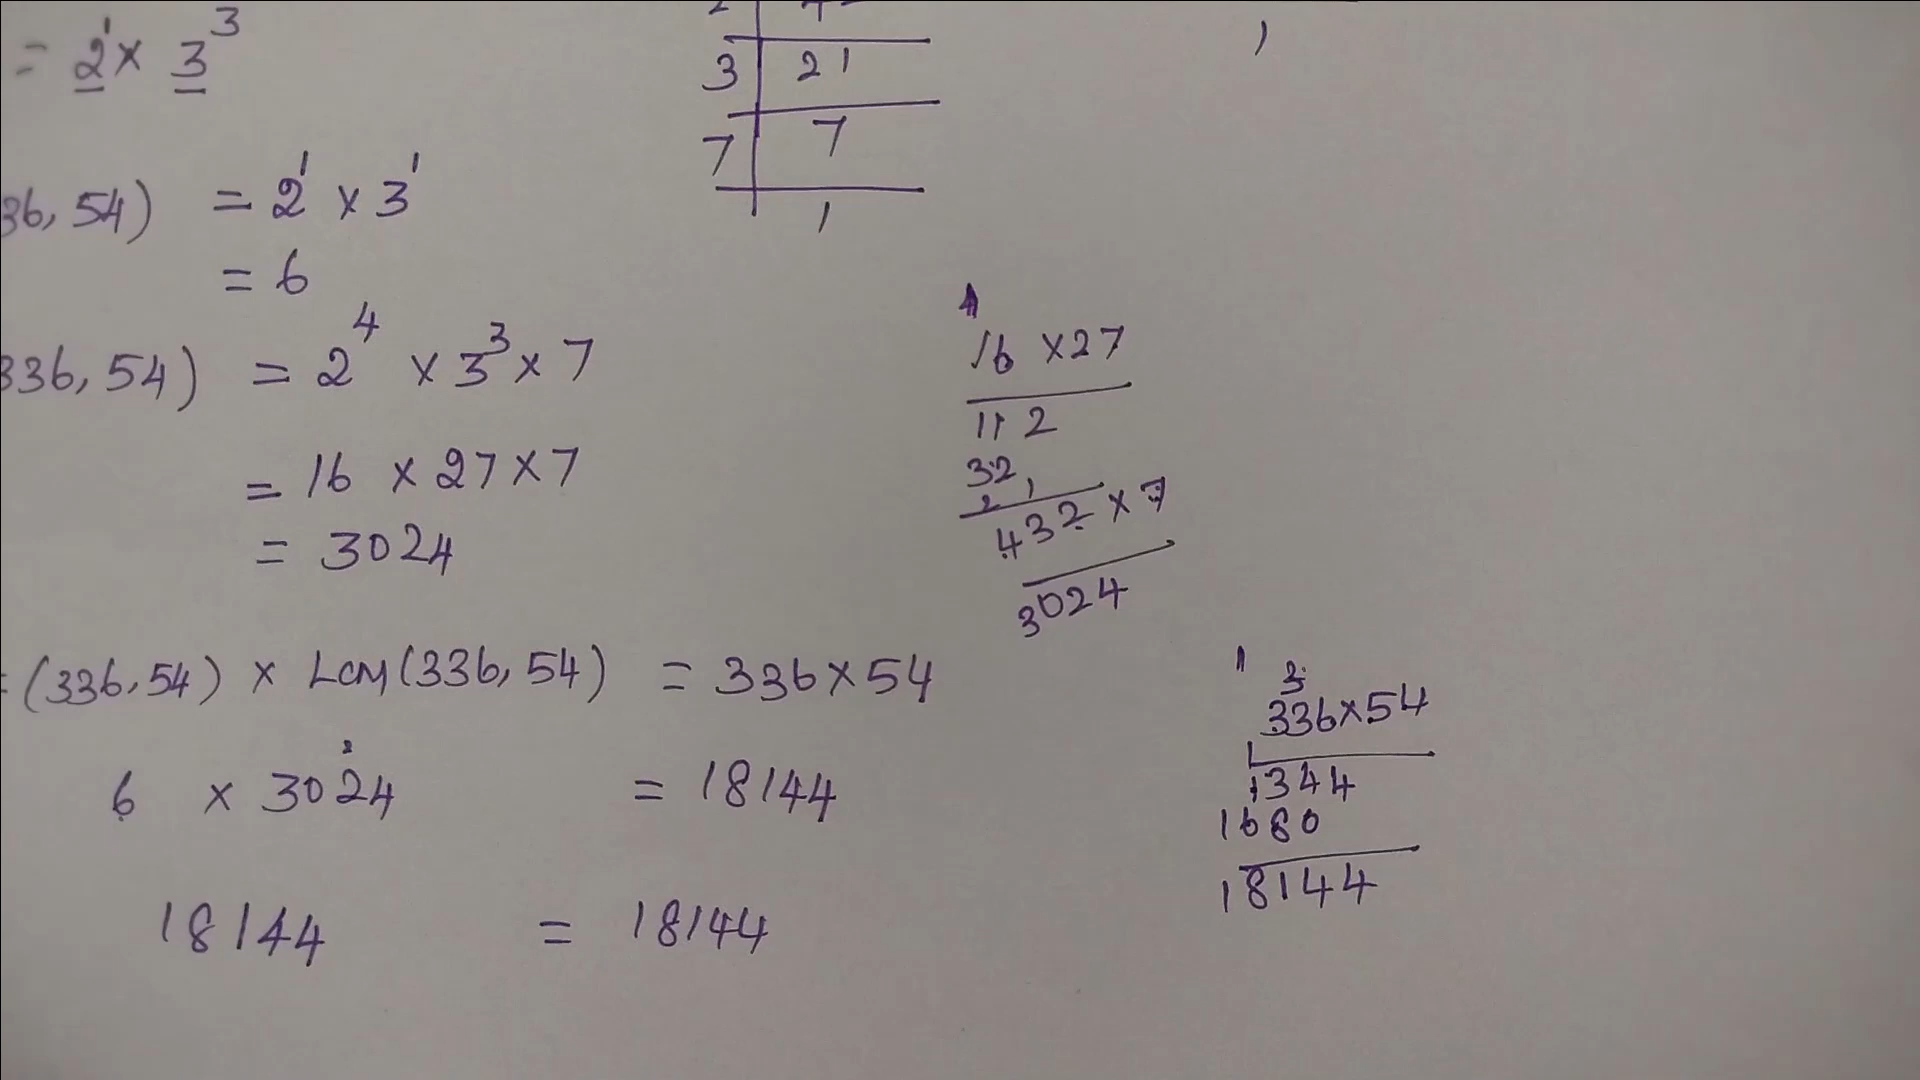 = 2¹ × 3³
2
3 | 21
7 | 7
1
36, 54) = 2¹ × 3¹
= 6
336, 54) = 2⁴ × 3³ × 7
= 16 × 27 × 7
= 3024
16 × 27
112
32
432 × 7
3024
= (336, 54) × LCM (336, 54) = 336 × 54
6 × 3024 = 18144
18144 = 18144
336 × 54
1344
1680
18144